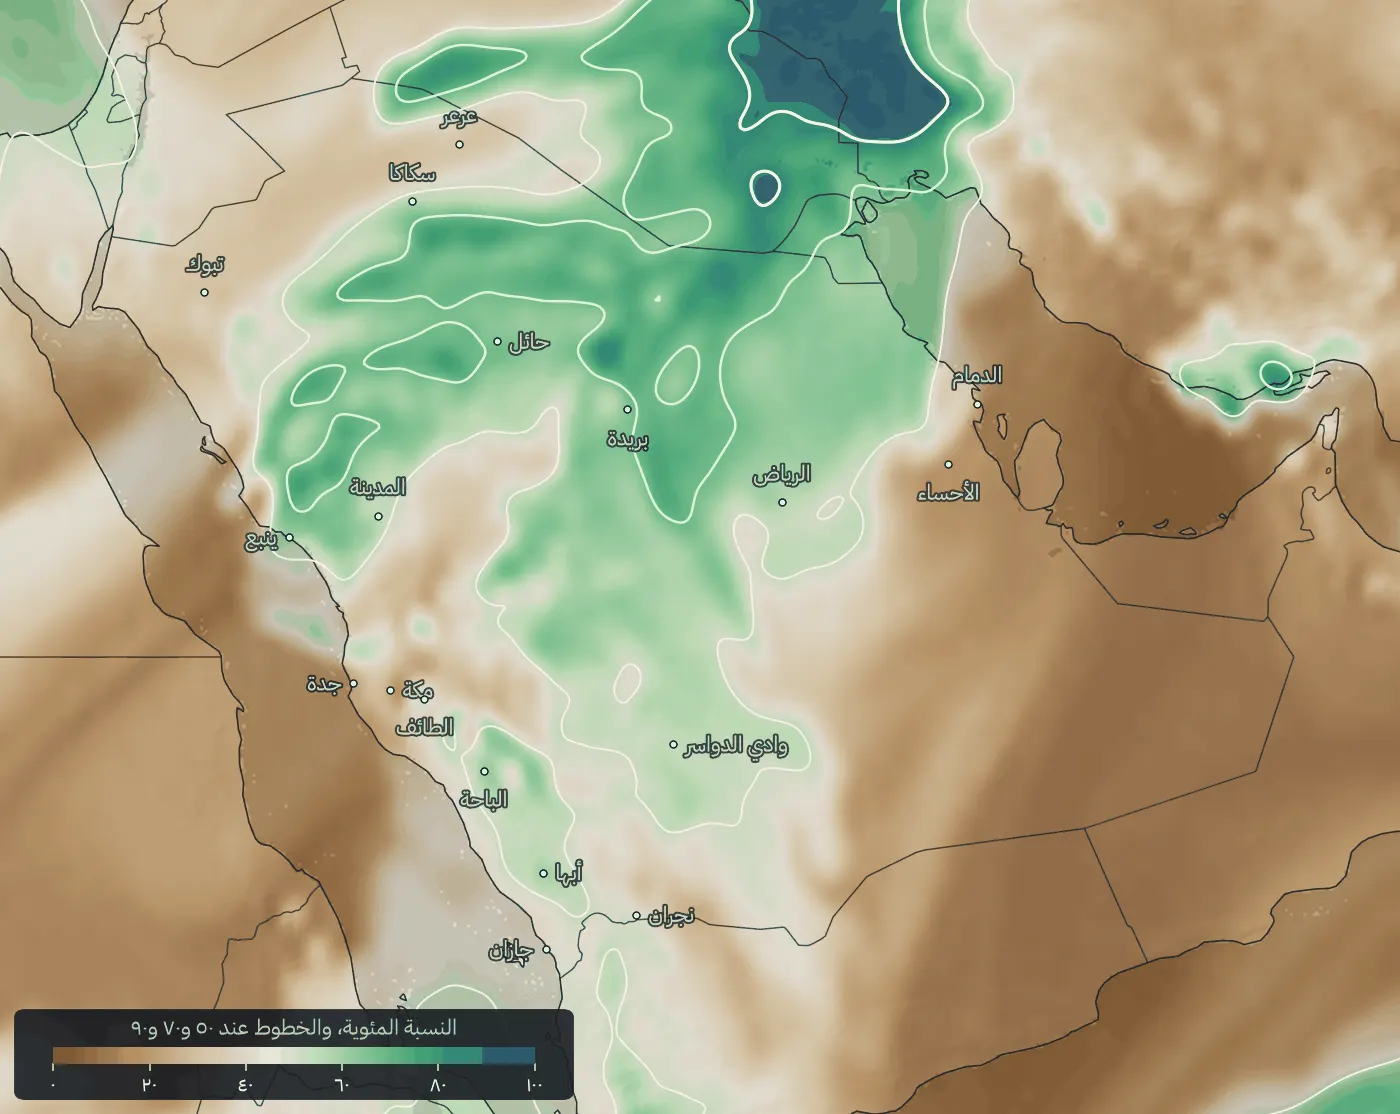 عرعر
سكاكا
تبوك
حائل
الدمام
بريدة
الرياض
المدينة
الأحساء
ينبع
جدة
مكة
الطائف
وادي الدواسر
الباحة
أبها
نجران
جازان
النسبة المئوية، والخطوط عند ٥٠ و٧٠ و٩٠
٠ ٢٠ ٤٠ ٦٠ ٨٠ ١٠٠